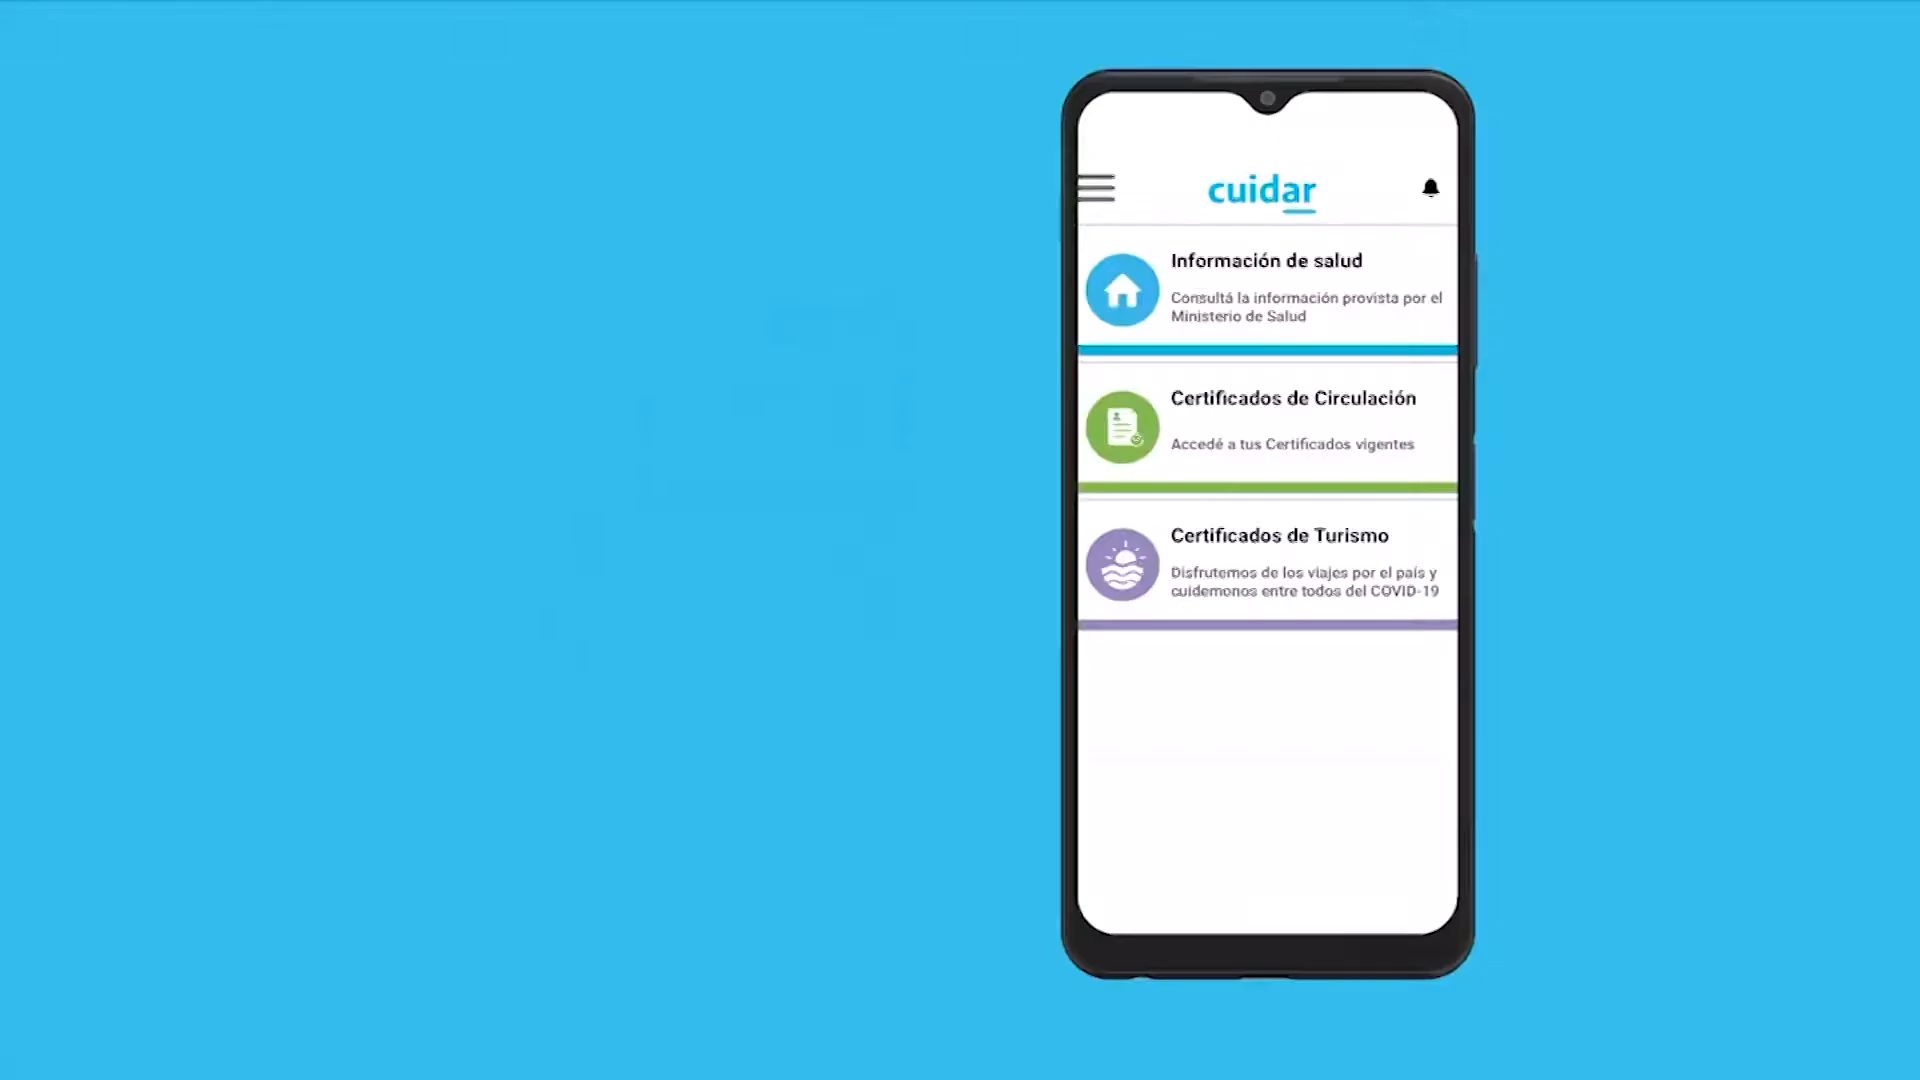 cuidar
Información de salud
Consultá la información provista por el
Ministerio de Salud
Certificados de Circulación
Accedé a tus Certificados vigentes
Certificados de Turismo
Disfrutemos de los viajes por el país y
cuidemonos entre todos del COVID-19